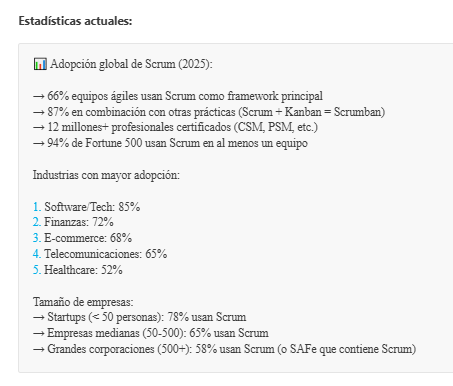 Estadísticas actuales:
📊 Adopción global de Scrum (2025):
→ 66% equipos ágiles usan Scrum como framework principal
→ 87% en combinación con otras prácticas (Scrum + Kanban = Scrumban)
→ 12 millones+ profesionales certificados (CSM, PSM, etc.)
→ 94% de Fortune 500 usan Scrum en al menos un equipo
Industrias con mayor adopción:
1. Software/Tech: 85%
2. Finanzas: 72%
3. E-commerce: 68%
4. Telecomunicaciones: 65%
5. Healthcare: 52%
Tamaño de empresas:
→ Startups (< 50 personas): 78% usan Scrum
→ Empresas medianas (50-500): 65% usan Scrum
→ Grandes corporaciones (500+): 58% usan Scrum (o SAFe que contiene Scrum)